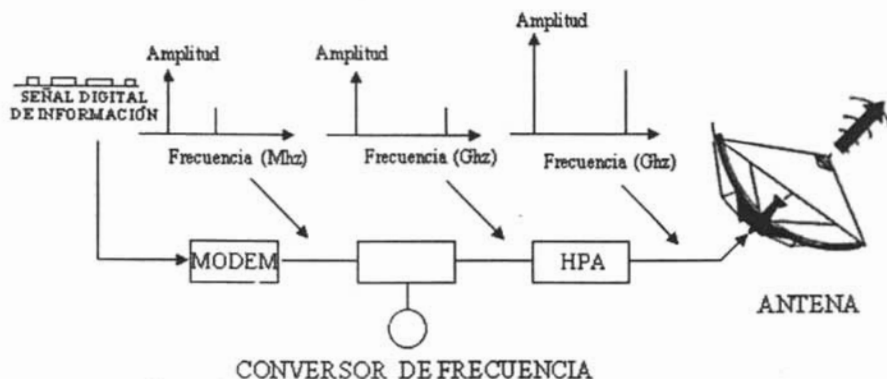 Amplitud
Amplitud
Amplitud
SEÑAL DIGITAL
DE INFORMACIÓN
Frecuencia (Mhz)
Frecuencia (Ghz)
Frecuencia (Ghz)
MODEM
HPA
ANTENA
CONVERSOR DE FRECUENCIA